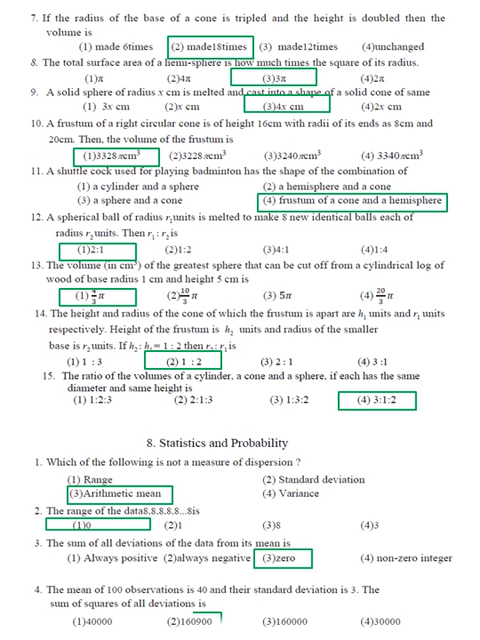 7. If the radius of the base of a cone is tripled and the height is doubled then the
volume is
(1) made 6times (2) made18times (3) made12times (4)unchanged
8. The total surface area of a hemi-sphere is how much times the square of its radius.
(1)π (2)4π (3)3π (4)2π
9. A solid sphere of radius x cm is melted and cast into a shape of a solid cone of same
(1) 3x cm (2)x cm (3)4x cm (4)2x cm
10. A frustum of a right circular cone is of height 16cm with radii of its ends as 8cm and
20cm. Then, the volume of the frustum is
(1)3328πcm³ (2)3228πcm³ (3)3240πcm³ (4) 3340πcm³
11. A shuttle cock used for playing badminton has the shape of the combination of
(1) a cylinder and a sphere (2) a hemisphere and a cone
(3) a sphere and a cone (4) frustum of a cone and a hemisphere
12. A spherical ball of radius r₁units is melted to make 8 new identical balls each of
radius r₂units. Then r₁ : r₂is
(1)2:1 (2)1:2 (3)4:1 (4)1:4
13. The volume (in cm³) of the greatest sphere that can be cut off from a cylindrical log of
wood of base radius 1 cm and height 5 cm is
(1) 4/3 π (2) 10/3 π (3) 5π (4) 20/3 π
14. The height and radius of the cone of which the frustum is apart are h₁ units and r₁ units
respectively. Height of the frustum is h₂ units and radius of the smaller
base is r₂units. If h₂: h₁= 1 : 2 then r₂: r₁is
(1) 1 : 3 (2) 1 : 2 (3) 2 : 1 (4) 3 :1
15. The ratio of the volumes of a cylinder, a cone and a sphere, if each has the same
diameter and same height is
(1) 1:2:3 (2) 2:1:3 (3) 1:3:2 (4) 3:1:2
8. Statistics and Probability
1. Which of the following is not a measure of dispersion ?
(1) Range (2) Standard deviation
(3)Arithmetic mean (4) Variance
2. The range of the data8,8,8,8,8...8is
(1)0 (2)1 (3)8 (4)3
3. The sum of all deviations of the data from its mean is
(1) Always positive (2)always negative (3)zero (4) non-zero integer
4. The mean of 100 observations is 40 and their standard deviation is 3. The
sum of squares of all deviations is
(1)40000 (2)160900 (3)160000 (4)30000